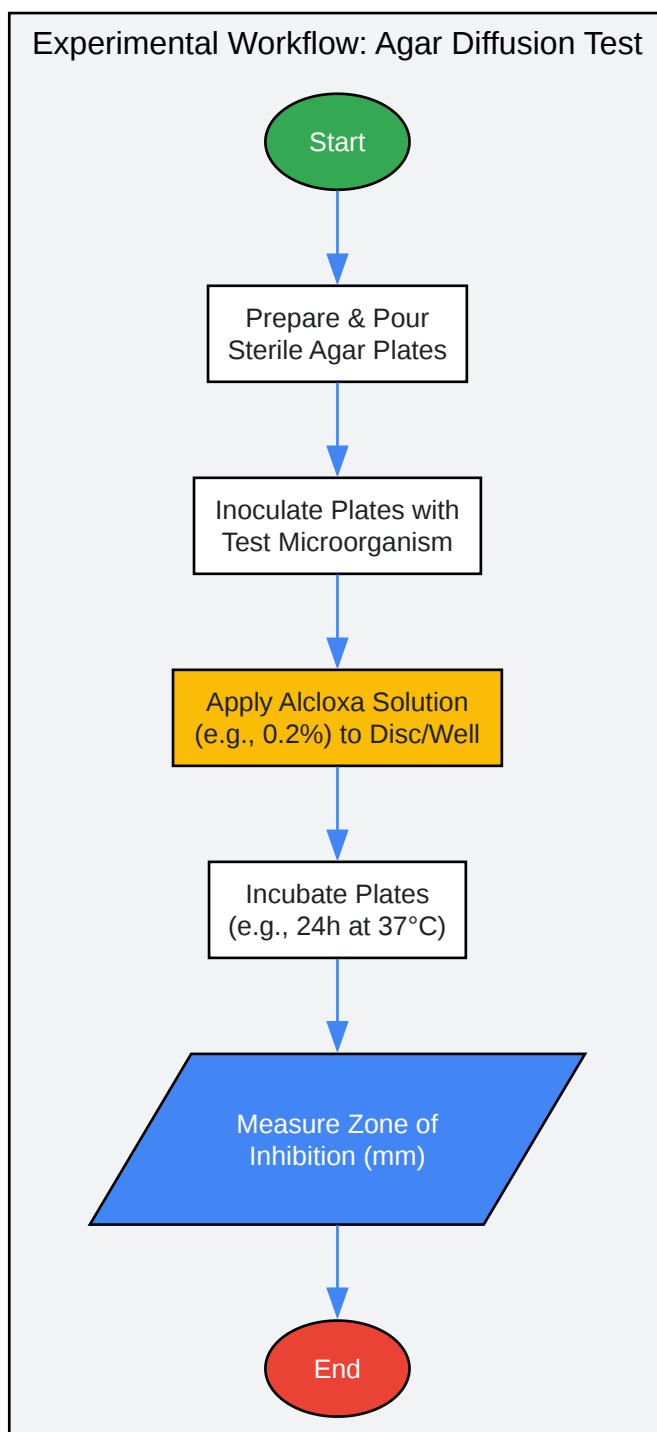 Experimental Workflow: Agar Diffusion Test
Start
Prepare & Pour
Sterile Agar Plates
Inoculate Plates with
Test Microorganism
Apply Alcloxa Solution
(e.g., 0.2%) to Disc/Well
Incubate Plates
(e.g., 24h at 37°C)
Measure Zone of
Inhibition (mm)
End